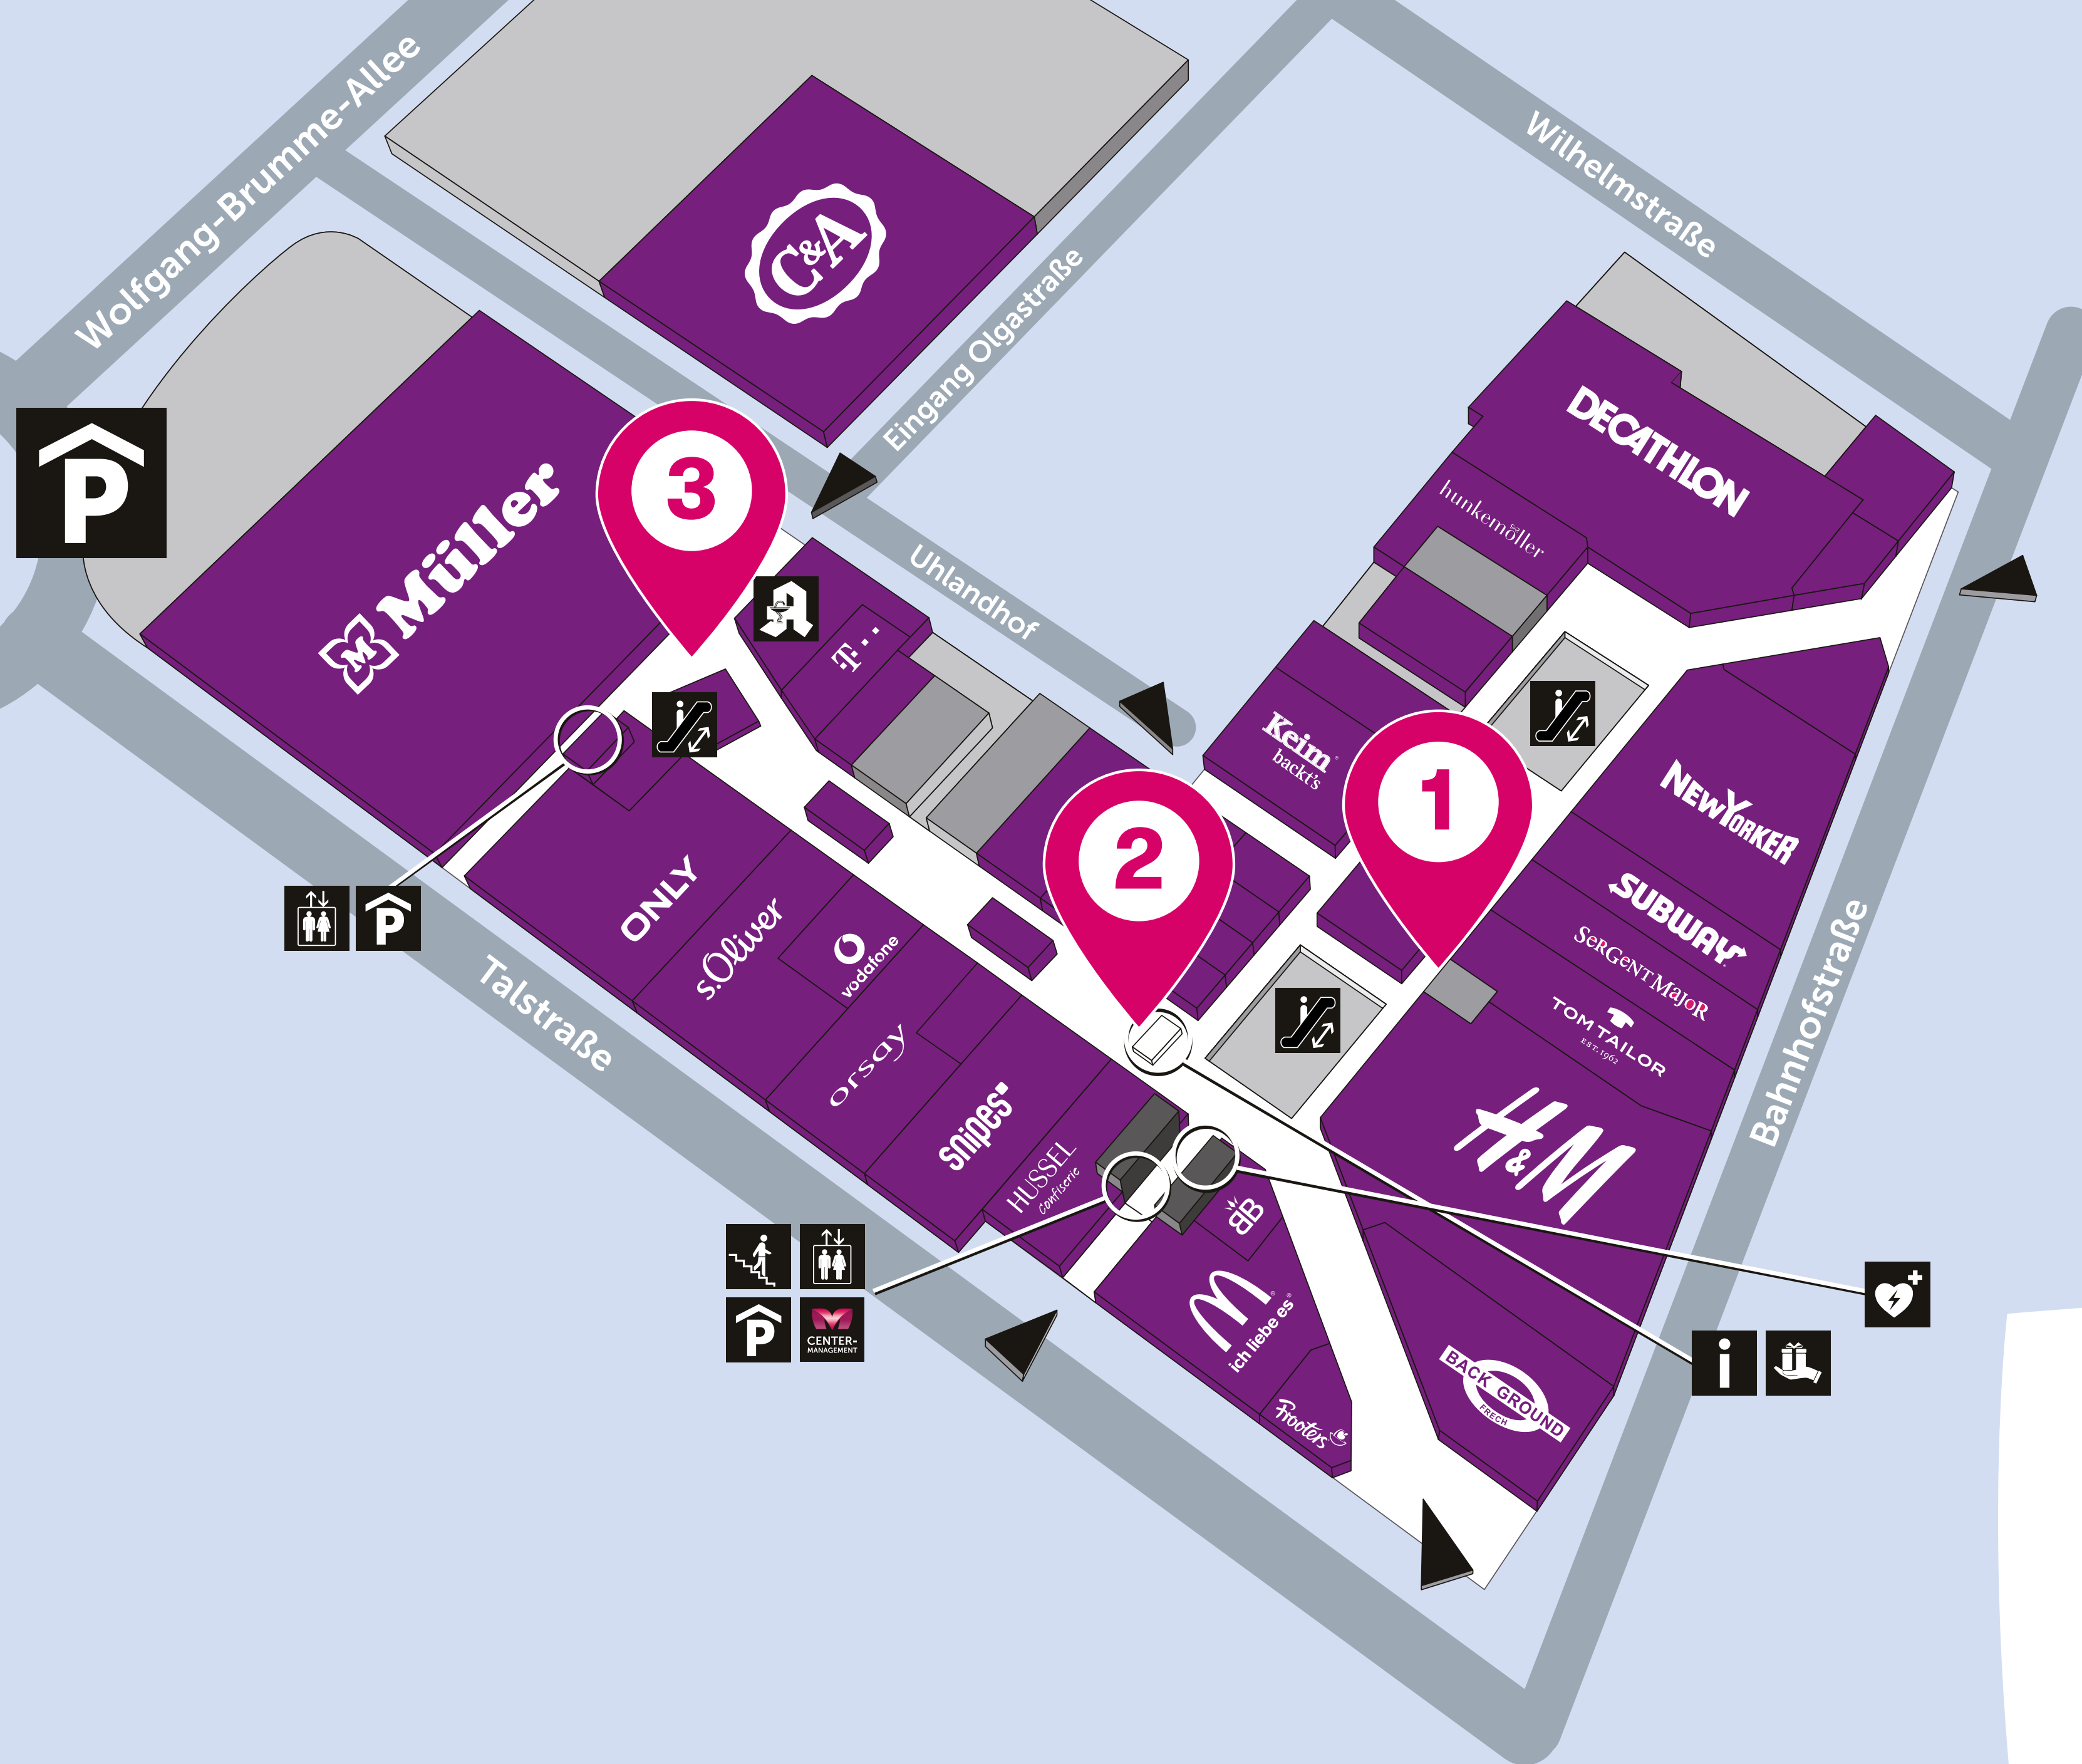 Wolfgang-Brumme-Allee
Wilhelmstraße
C&A
Eingang Olgastraße
P
Müller
M
3
DECATHLON
hunkemöller
Uhlandhof
A
T
Keim®
backt's
1
NEWYORKER
2
SUBWAY
SeRGeNT·MaJoR
TOM TAILOR
EST.1962
Bahnhofstraße
P
ONLY
s.Oliver
vodafone
Talstraße
orsay
snipes
HUSSEL
Confiserie
H&M
BB
M
ich liebe es®
Frooters
P
CENTER-
MANAGEMENT
i
BACK GROUND
FRECH